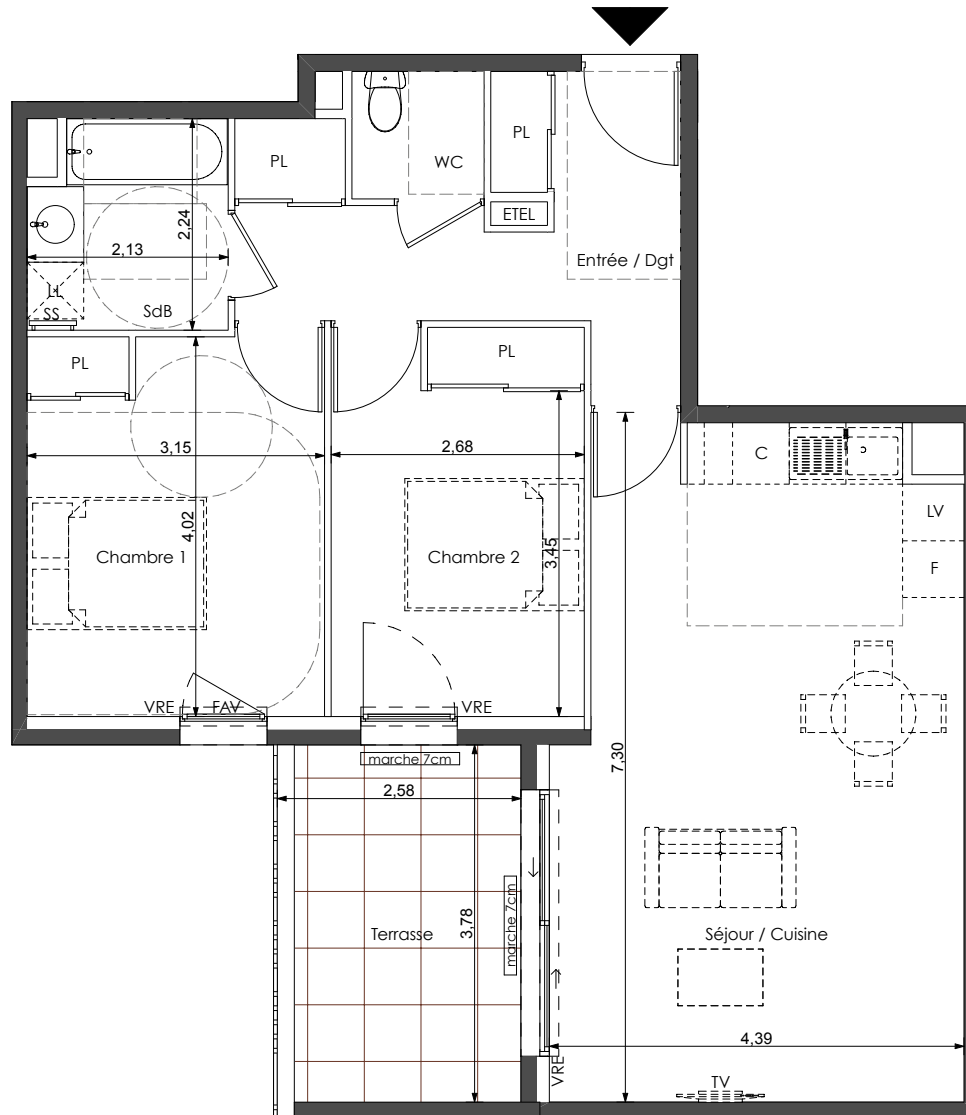 PL
WC
PL
ETEL
2,24
2,13
Entrée / Dgt
LL
SS
SdB
PL
PL
3,15
2,68
C
LV
F
4,02
Chambre 1
Chambre 2
3,45
VRE
FAV
VRE
marche 7cm
2,58
7,30
marche 7cm
3,78
Terrasse
Séjour / Cuisine
4,39
VRE
TV